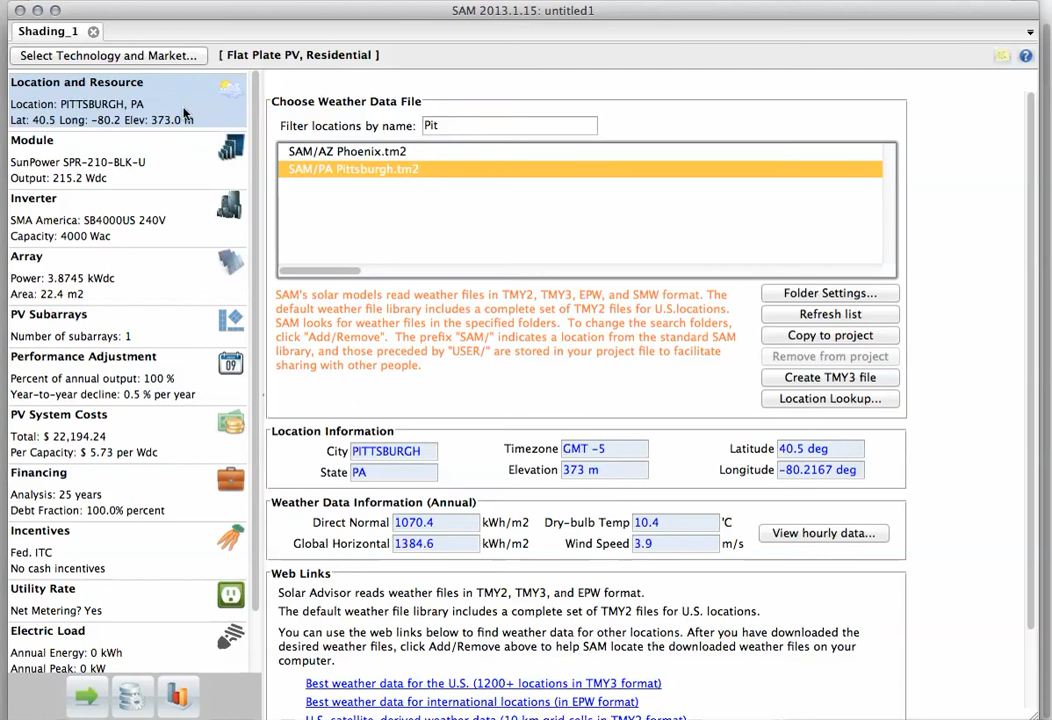 SAM 2013.1.15: untitled1
Shading_1
Select Technology and Market...
[ Flat Plate PV, Residential ]
Location and Resource
Location: PITTSBURGH, PA
Lat: 40.5 Long: -80.2 Elev: 373.0 m
Module
SunPower SPR-210-BLK-U
Output: 215.2 Wdc
Inverter
SMA America: SB4000US 240V
Capacity: 4000 Wac
Array
Power: 3.8745 kWdc
Area: 22.4 m2
PV Subarrays
Number of subarrays: 1
Performance Adjustment
Percent of annual output: 100 %
Year-to-year decline: 0.5 % per year
09
PV System Costs
Total: $ 22,194.24
Per Capacity: $ 5.73 per Wdc
Financing
Analysis: 25 years
Debt Fraction: 100.0% percent
Incentives
Fed. ITC
No cash incentives
Utility Rate
Net Metering? Yes
Electric Load
Annual Energy: 0 kWh
Annual Peak: 0 kW
Choose Weather Data File
Filter locations by name: Pit
SAM/AZ Phoenix.tm2
SAM/PA Pittsburgh.tm2
SAM's solar models read weather files in TMY2, TMY3, EPW, and SMW format. The
default weather file library includes a complete set of TMY2 files for U.S.locations.
SAM looks for weather files in the specified folders. To change the search folders,
click "Add/Remove". The prefix "SAM/" indicates a location from the standard SAM
library, and those preceded by "USER/" are stored in your project file to facilitate
sharing with other people.
Folder Settings...
Refresh list
Copy to project
Remove from project
Create TMY3 file
Location Lookup...
Location Information
City PITTSBURGH Timezone GMT -5 Latitude 40.5 deg
State PA Elevation 373 m Longitude -80.2167 deg
Weather Data Information (Annual)
Direct Normal 1070.4 kWh/m2 Dry-bulb Temp 10.4 'C
Global Horizontal 1384.6 kWh/m2 Wind Speed 3.9 m/s
View hourly data...
Web Links
Solar Advisor reads weather files in TMY2, TMY3, and EPW format.
The default weather file library includes a complete set of TMY2 files for U.S. locations.
You can use the web links below to find weather data for other locations. After you have downloaded the
desired weather files, click Add/Remove above to help SAM locate the downloaded weather files on your
computer.
Best weather data for the U.S. (1200+ locations in TMY3 format)
Best weather data for international locations (in EPW format)
U.S. satellite-derived weather data (10 km grid cells in TMY2 format)